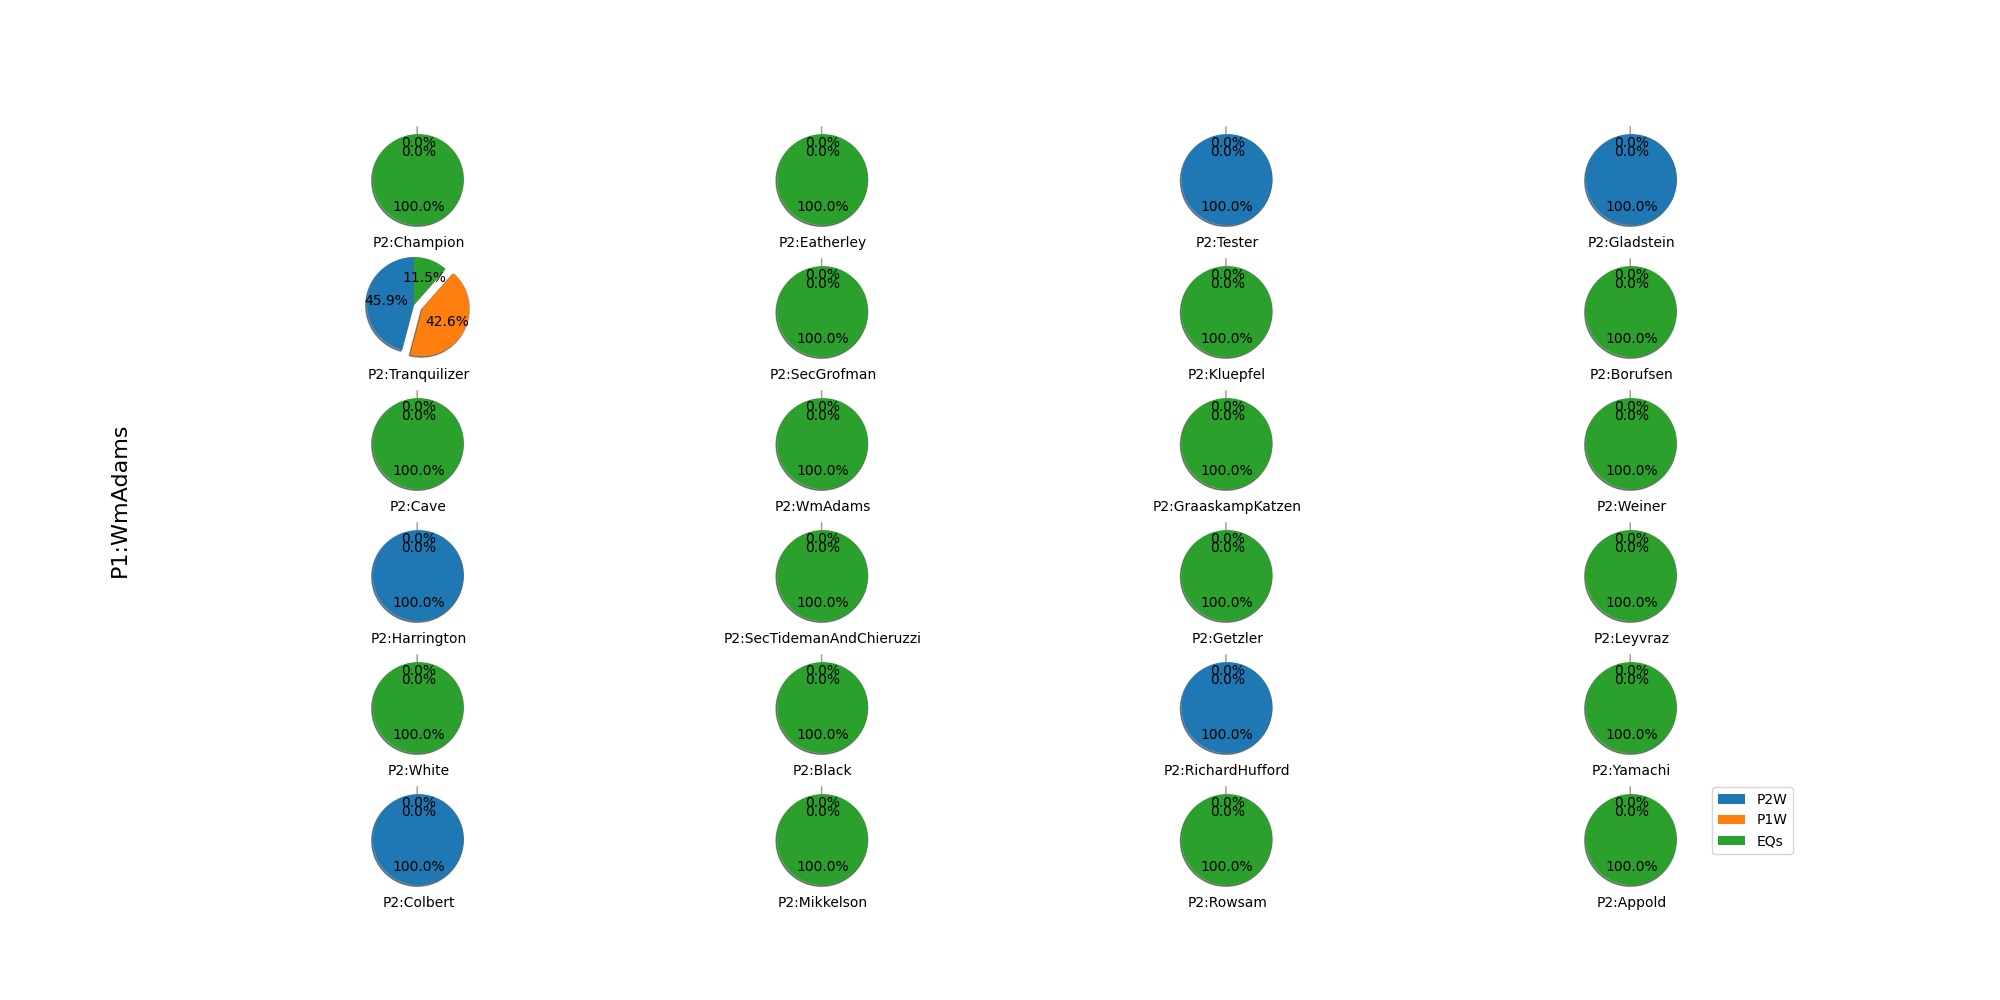 P1:WmAdams
0.0% 0.0% 0.0% 0.0%
0.0% 0.0% 0.0% 0.0%
100.0% 100.0% 100.0% 100.0%
P2:Champion P2:Eatherley P2:Tester P2:Gladstein
11.5% 0.0% 0.0% 0.0%
45.9% 0.0% 0.0% 0.0%
42.6% 100.0% 100.0% 100.0%
P2:Tranquilizer P2:SecGrofman P2:Kluepfel P2:Borufsen
0.0% 0.0% 0.0% 0.0%
0.0% 0.0% 0.0% 0.0%
100.0% 100.0% 100.0% 100.0%
P2:Cave P2:WmAdams P2:GraaskampKatzen P2:Weiner
0.0% 0.0% 0.0% 0.0%
0.0% 0.0% 0.0% 0.0%
100.0% 100.0% 100.0% 100.0%
P2:Harrington P2:SecTidemanAndChieruzzi P2:Getzler P2:Leyvraz
0.0% 0.0% 0.0% 0.0%
0.0% 0.0% 0.0% 0.0%
100.0% 100.0% 100.0% 100.0%
P2:White P2:Black P2:RichardHufford P2:Yamachi
0.0% 0.0% 0.0% 0.0%
0.0% 0.0% 0.0% 0.0%
100.0% 100.0% 100.0% 100.0%
P2:Colbert P2:Mikkelson P2:Rowsam P2:Appold
P2W
P1W
EQs